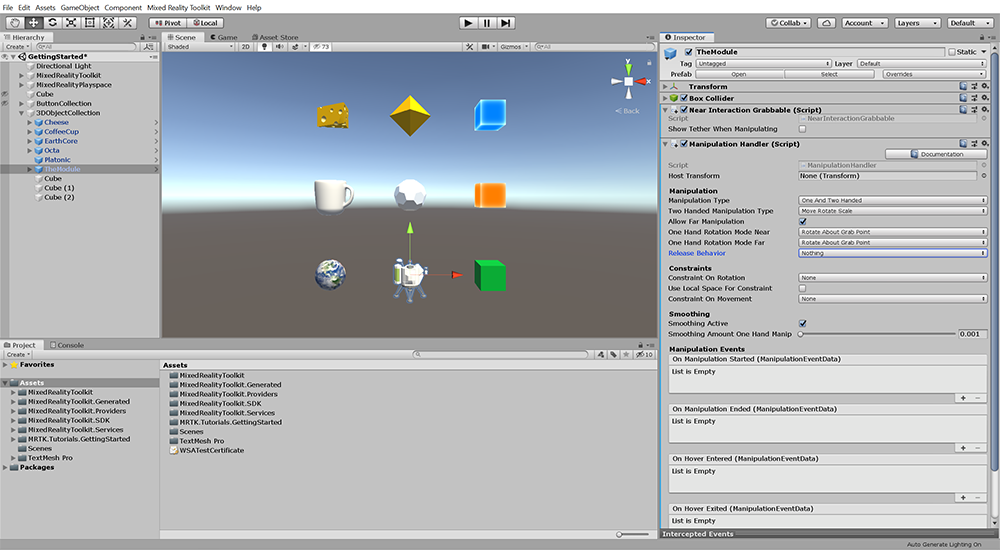 File Edit Assets GameObject Component Mixed Reality Toolkit Window Help
Pivot Local Collab Account Layers Default
Hierarchy
Create All
GettingStarted*
Directional Light
MixedRealityToolkit
MixedRealityPlayspace
Cube
ButtonCollection
3DObjectCollection
Cheese
CoffeeCup
EarthCore
Octa
Platonic
TheModule
Cube
Cube (1)
Cube (2)
Scene Game Asset Store
Shaded 2D 73 Gizmos All
y
x
Back
Inspector
TheModule Static
Tag Untagged Layer Default
Prefab Open Select Overrides
Transform
Box Collider
Near Interaction Grabbable (Script)
Script NearInteractionGrabbable
Show Tether When Manipulating
Manipulation Handler (Script)
Documentation
Script ManipulationHandler
Host Transform None (Transform)
Manipulation
Manipulation Type One And Two Handed
Two Handed Manipulation Type Move Rotate Scale
Allow Far Manipulation
One Hand Rotation Mode Near Rotate About Grab Point
One Hand Rotation Mode Far Rotate About Grab Point
Release Behavior Nothing
Constraints
Constraint On Rotation None
Use Local Space For Constraint
Constraint On Movement None
Smoothing
Smoothing Active
Smoothing Amount One Hand Manip 0.001
Manipulation Events
On Manipulation Started (ManipulationEventData)
List is Empty
On Manipulation Ended (ManipulationEventData)
List is Empty
On Hover Entered (ManipulationEventData)
List is Empty
On Hover Exited (ManipulationEventData)
List is Empty
Intercepted Events
Project Console
Create 10
Favorites
Assets
MixedRealityToolkit
MixedRealityToolkit.Generated
MixedRealityToolkit.Providers
MixedRealityToolkit.SDK
MixedRealityToolkit.Services
MRTK.Tutorials.GettingStarted
Scenes
TextMesh Pro
Packages
Assets
MixedRealityToolkit
MixedRealityToolkit.Generated
MixedRealityToolkit.Providers
MixedRealityToolkit.SDK
MixedRealityToolkit.Services
MRTK.Tutorials.GettingStarted
Scenes
TextMesh Pro
WSATestCertificate
Auto Generate Lighting On